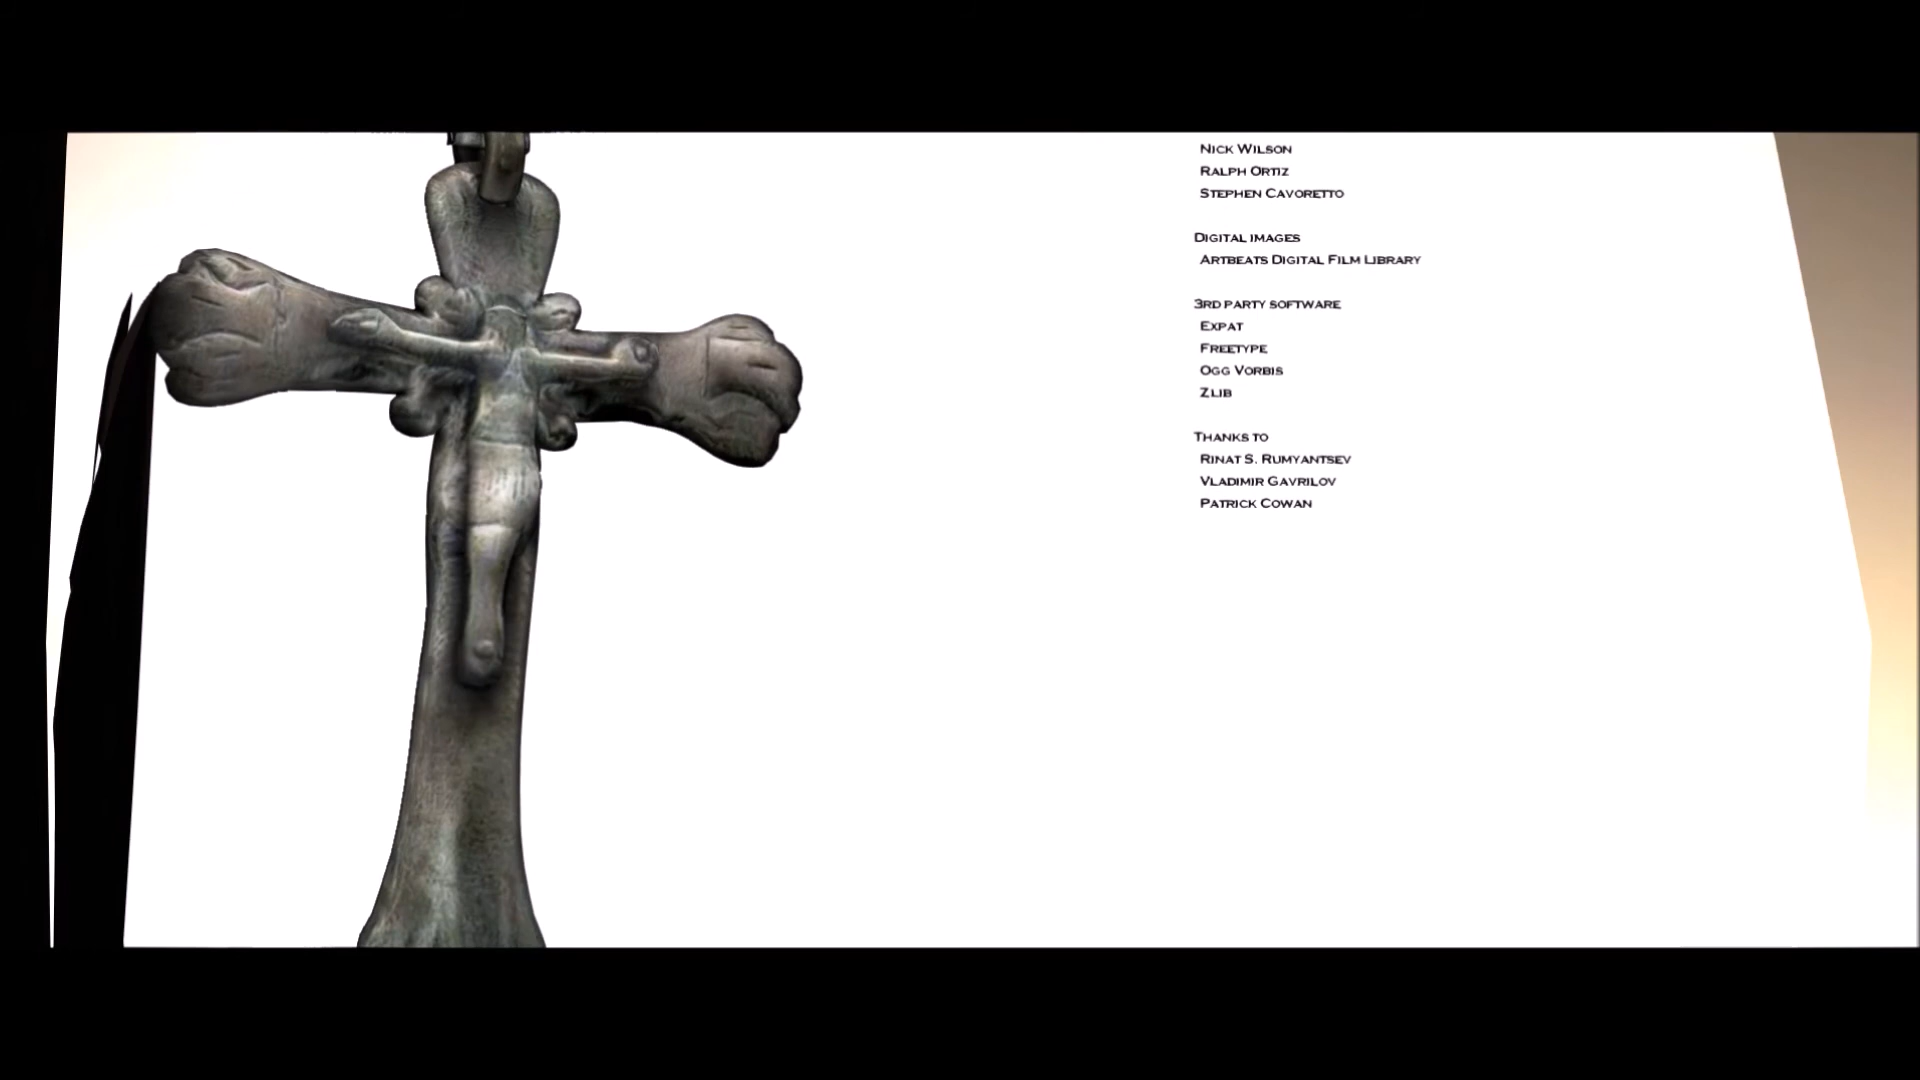 Nick Wilson
Ralph Ortiz
Stephen Cavoretto
Digital images
Artbeats Digital Film Library
3rd party software
Expat
Freetype
Ogg Vorbis
Zlib
Thanks to
Rinat S. Rumyantsev
Vladimir Gavrilov
Patrick Cowan